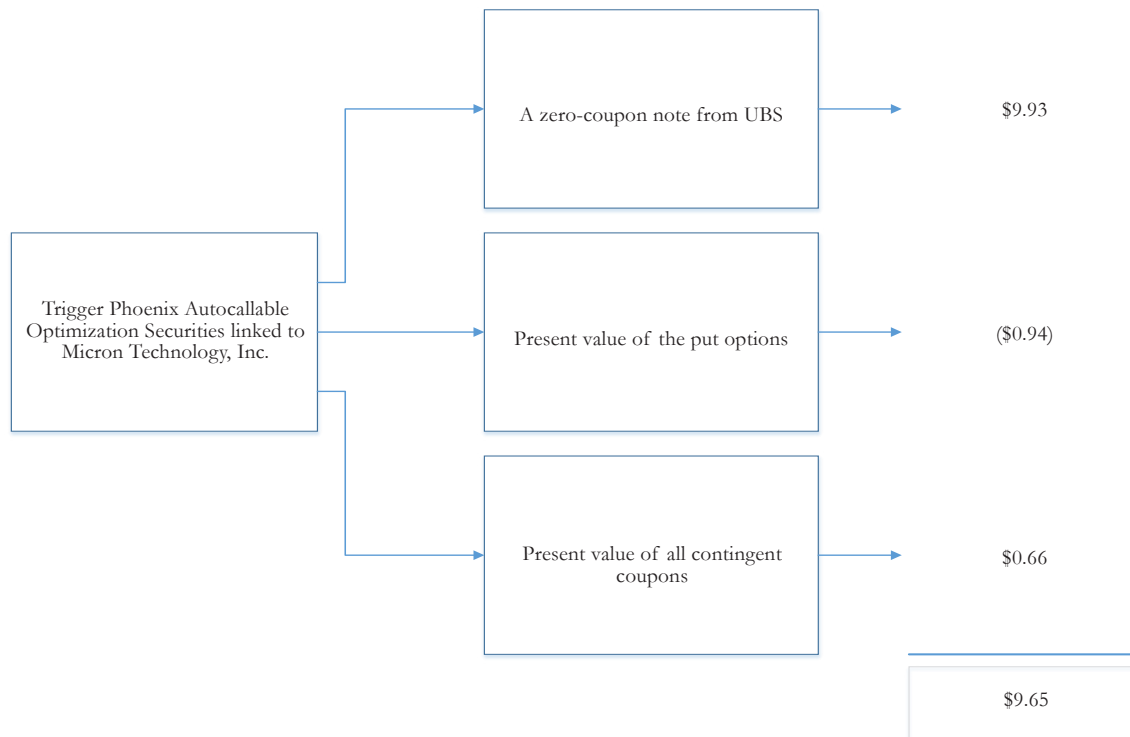 A zero-coupon note from UBS
$9.93
Trigger Phoenix Autocallable
Optimization Securities linked to
Micron Technology, Inc.
Present value of the put options
($0.94)
Present value of all contingent
coupons
$0.66
$9.65